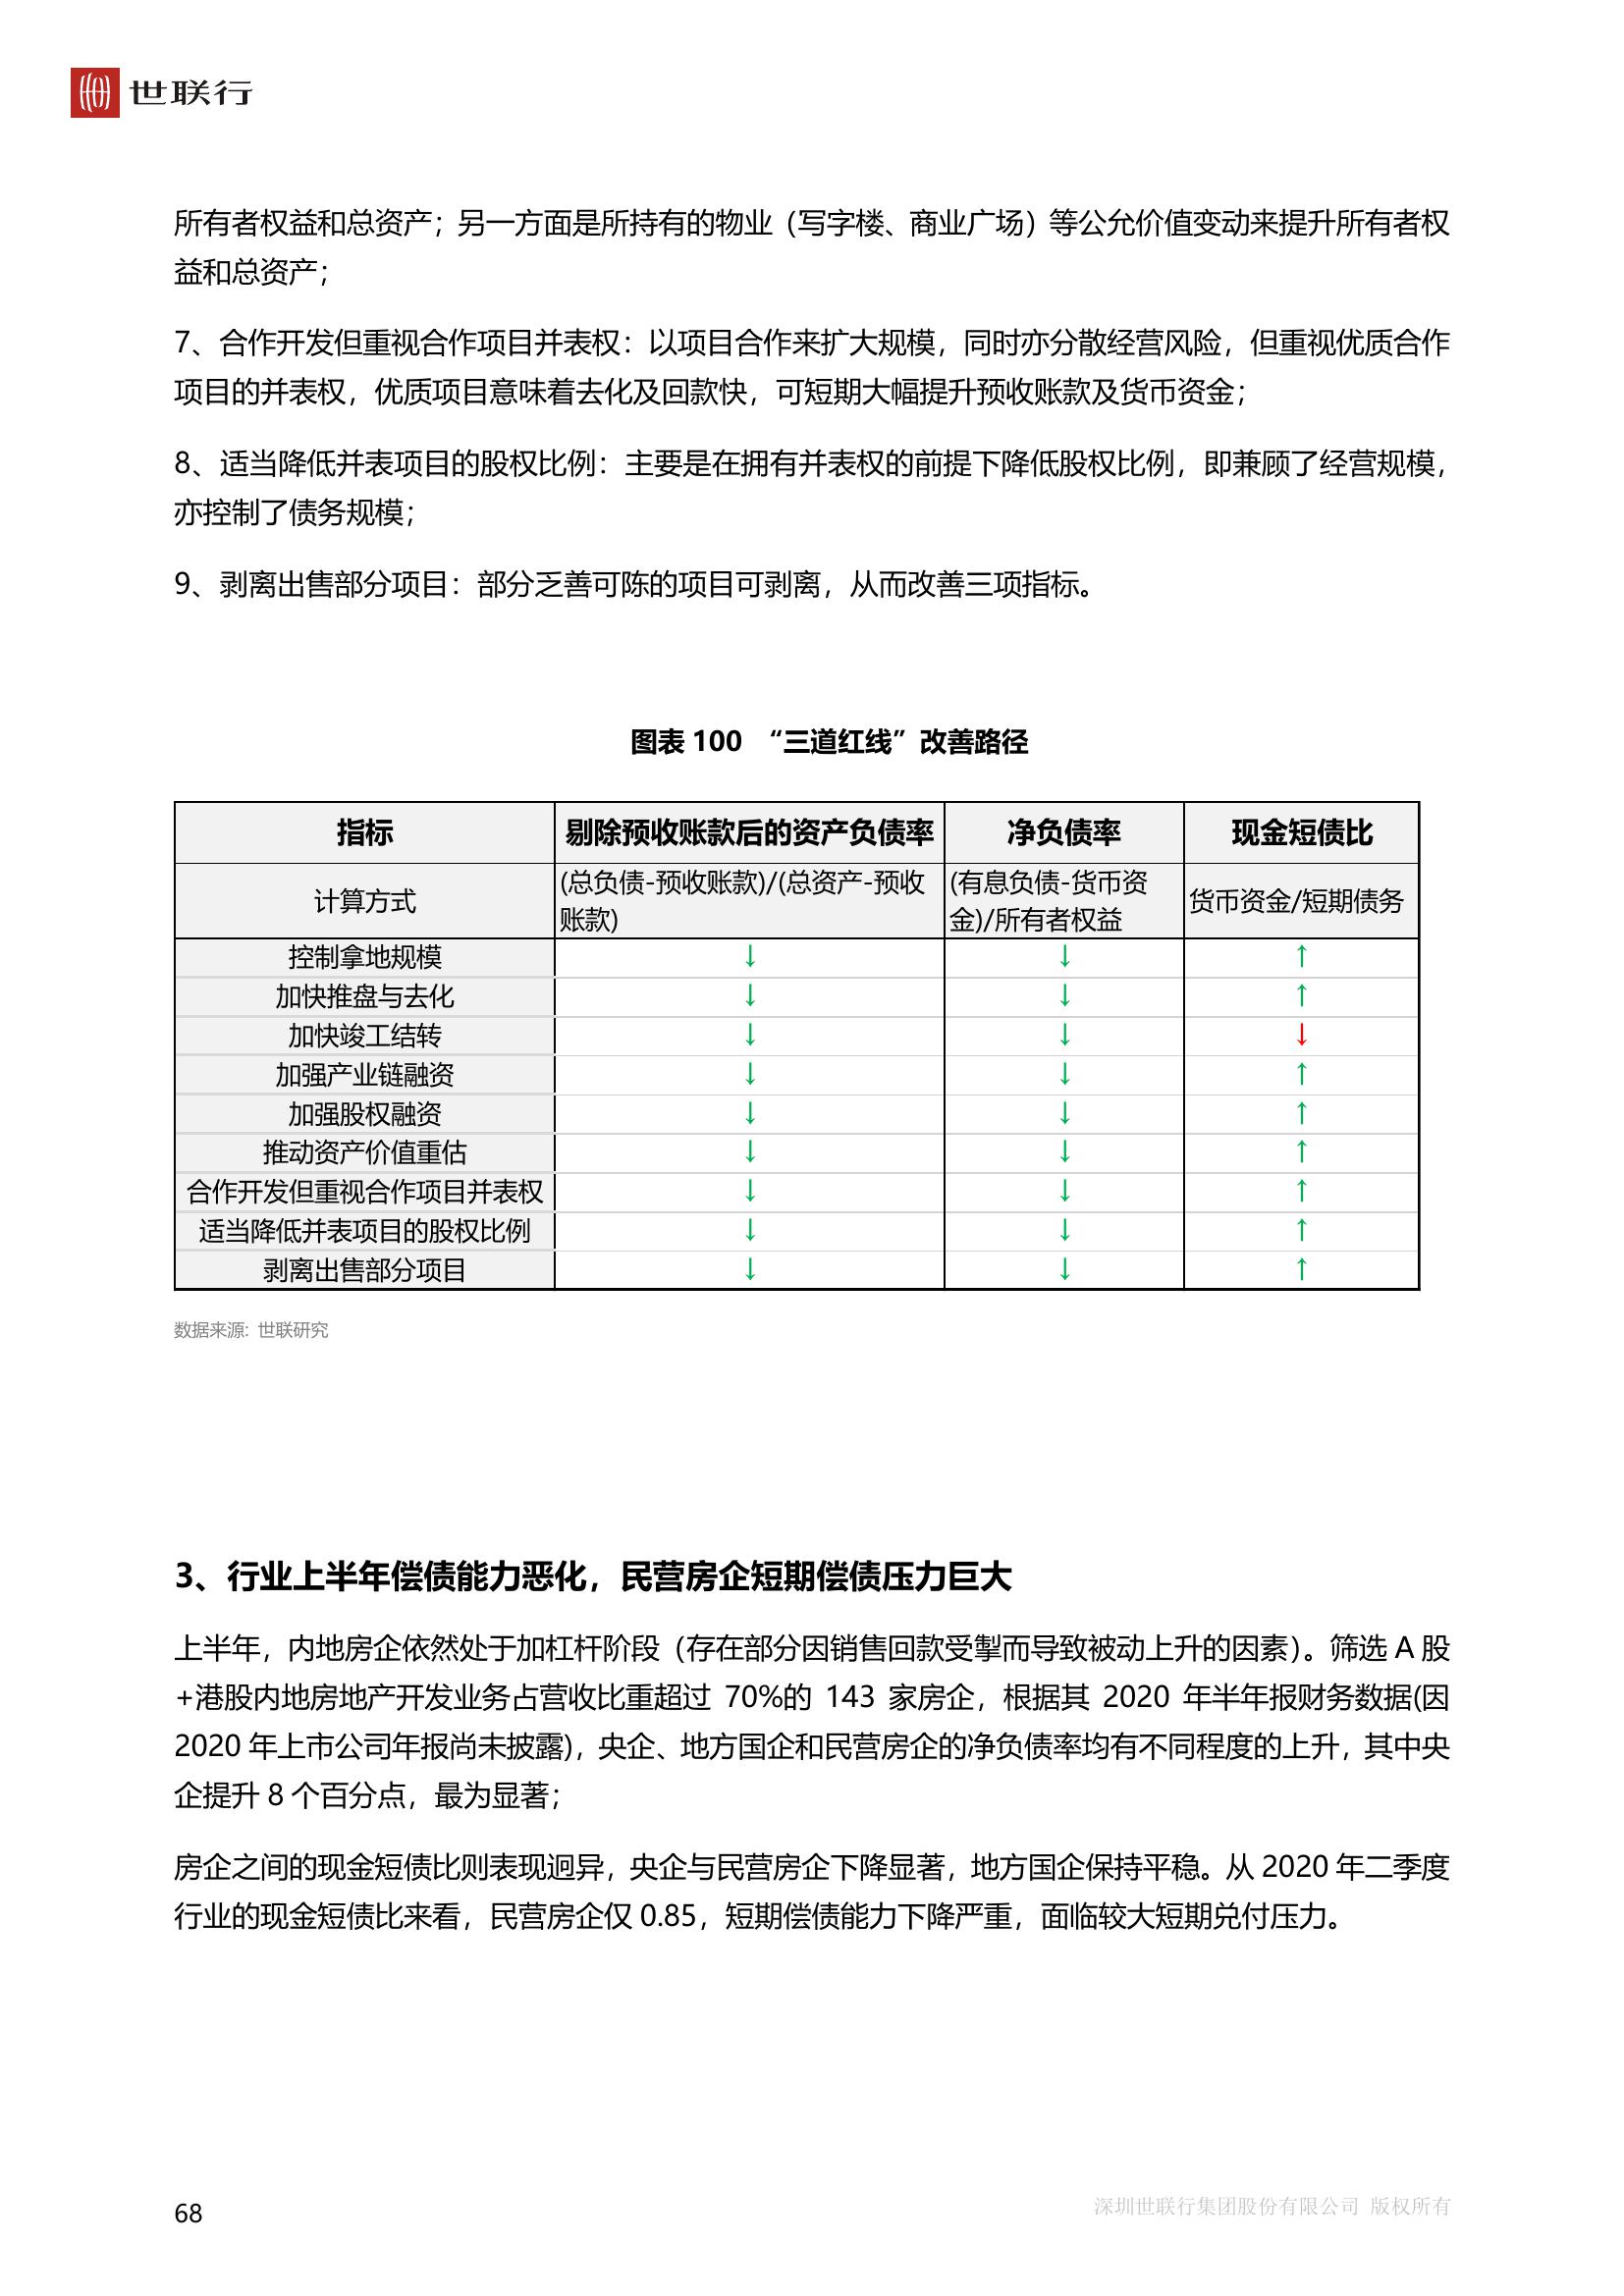 世联行
所有者权益和总资产；另一方面是所持有的物业（写字楼、商业广场）等公允价值变动来提升所有者权
益和总资产；
7、合作开发但重视合作项目并表权：以项目合作来扩大规模，同时亦分散经营风险，但重视优质合作
项目的并表权，优质项目意味着去化及回款快，可短期大幅提升预收账款及货币资金；
8、适当降低并表项目的股权比例：主要是在拥有并表权的前提下降低股权比例，即兼顾了经营规模，
亦控制了债务规模；
9、剥离出售部分项目：部分乏善可陈的项目可剥离，从而改善三项指标。
图表 100 “三道红线”改善路径
指标 剔除预收账款后的资产负债率 净负债率 现金短债比
计算方式 (总负债-预收账款)/(总资产-预收账款) (有息负债-货币资金)/所有者权益 货币资金/短期债务
控制拿地规模 ↓ ↓ ↑
加快推盘与去化 ↓ ↓ ↑
加快竣工结转 ↓ ↓ ↓
加强产业链融资 ↓ ↓ ↑
加强股权融资 ↓ ↓ ↑
推动资产价值重估 ↓ ↓ ↑
合作开发但重视合作项目并表权 ↓ ↓ ↑
适当降低并表项目的股权比例 ↓ ↓ ↑
剥离出售部分项目 ↓ ↓ ↑
数据来源：世联研究
3、行业上半年偿债能力恶化，民营房企短期偿债压力巨大
上半年，内地房企依然处于加杠杆阶段（存在部分因销售回款受掣而导致被动上升的因素）。筛选 A 股
+港股内地房地产开发业务占营收比重超过 70%的 143 家房企，根据其 2020 年半年报财务数据(因
2020 年上市公司年报尚未披露)，央企、地方国企和民营房企的净负债率均有不同程度的上升，其中央
企提升 8 个百分点，最为显著；
房企之间的现金短债比则表现迥异，央企与民营房企下降显著，地方国企保持平稳。从 2020 年二季度
行业的现金短债比来看，民营房企仅 0.85，短期偿债能力下降严重，面临较大短期兑付压力。
68
深圳世联行集团股份有限公司 版权所有